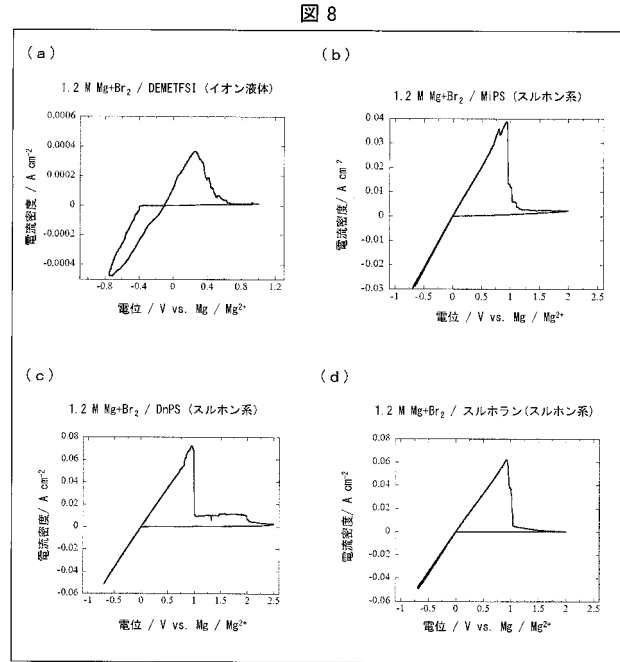 図 8
(a)
1.2 M Mg+Br₂ / DEMETFSI (イオン液体)
電流密度 / A cm⁻²
0.0006
0.0004
0.0002
0
-0.0002
-0.0004
-0.8 -0.4 0 0.4 0.8 1.2
電位 / V vs. Mg / Mg²⁺
(b)
1.2 M Mg+Br₂ / MiPS (スルホン系)
電流密度/ A cm²
0.04
0.03
0.02
0.01
0
-0.01
-0.02
-0.03
-1 -0.5 0 0.5 1 1.5 2 2.5
電位 / V vs. Mg / Mg²⁺
(c)
1.2 M Mg+Br₂ / DnPS (スルホン系)
電流密度/ A cm⁻²
0.08
0.06
0.04
0.02
0
-0.02
-0.04
-0.06
-1 -0.5 0 0.5 1 1.5 2 2.5
電位 / V vs. Mg / Mg²⁺
(d)
1.2 M Mg+Br₂ / スルホラン(スルホン系)
電流密度/ A cm⁻²
0.08
0.06
0.04
0.02
0
-0.02
-0.04
-0.06
-1 -0.5 0 0.5 1 1.5 2 2.5
電位 / V vs. Mg / Mg²⁺